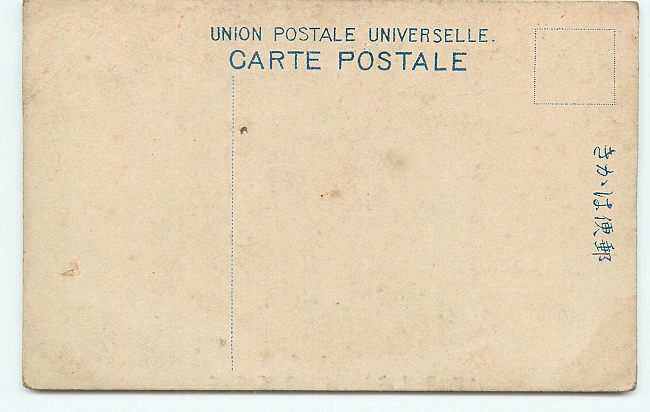 UNION POSTALE UNIVERSELLE.
CARTE POSTALE
きかは便郵